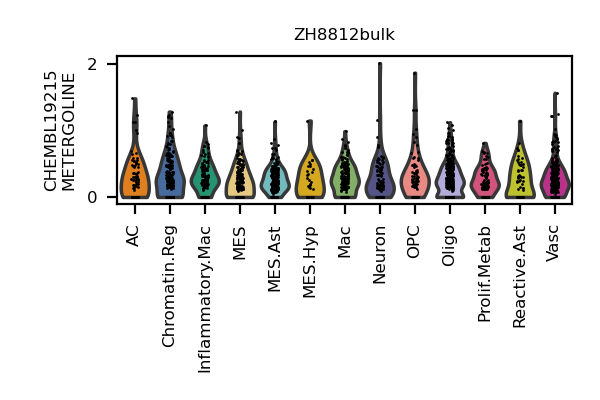 ZH8812bulk
CHEMBL19215
METERGOLINE
2
0
AC
Chromatin.Reg
Inflammatory.Mac
MES
MES.Ast
MES.Hyp
Mac
Neuron
OPC
Oligo
Prolif.Metab
Reactive.Ast
Vasc